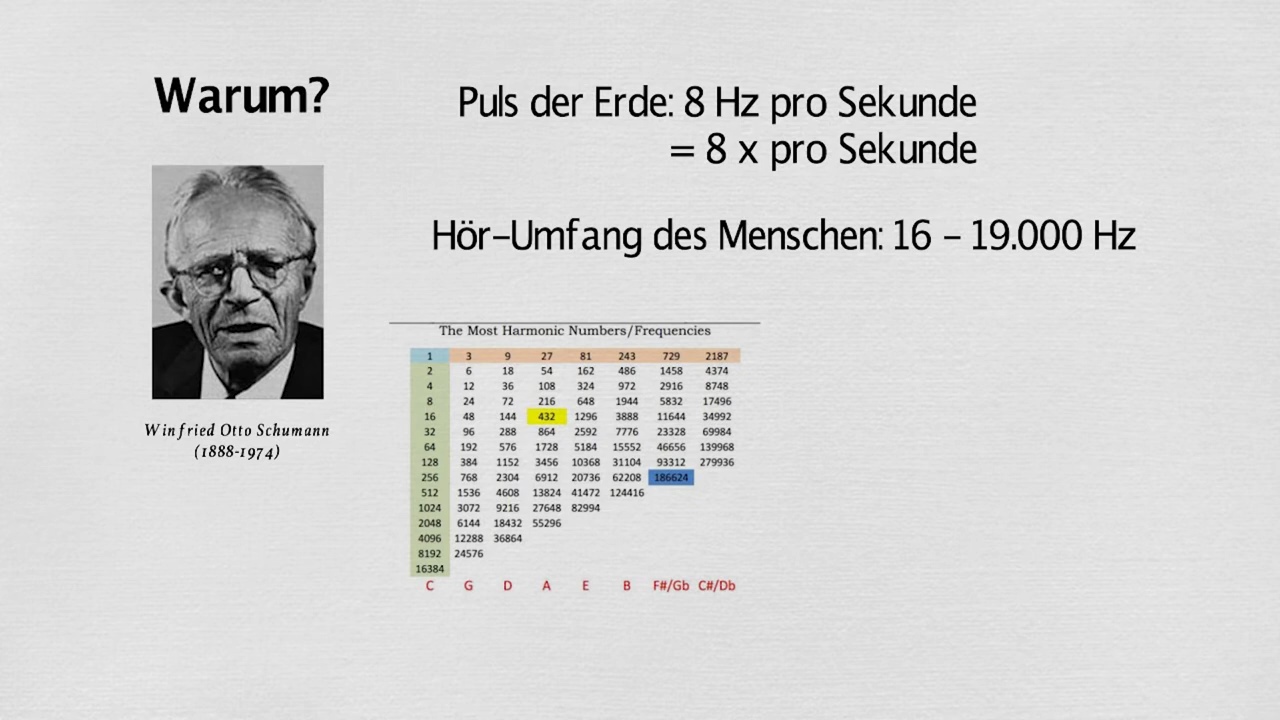 Warum?
Puls der Erde: 8 Hz pro Sekunde
= 8 x pro Sekunde
Hör-Umfang des Menschen: 16 - 19.000 Hz
Winfried Otto Schumann
(1888-1974)
The Most Harmonic Numbers/Frequencies
1 3 9 27 81 243 729 2187
2 6 18 54 162 486 1458 4374
4 12 36 108 324 972 2916 8748
8 24 72 216 648 1944 5832 17496
16 48 144 432 1296 3888 11644 34992
32 96 288 864 2592 7776 23328 69984
64 192 576 1728 5184 15552 46656 139968
128 384 1152 3456 10368 31104 93312 279936
256 768 2304 6912 20736 62208 186624
512 1536 4608 13824 41472 124416
1024 3072 9216 27648 82994
2048 6144 18432 55296
4096 12288 36864
8192 24576
16384
C G D A E B F#/Gb C#/Db